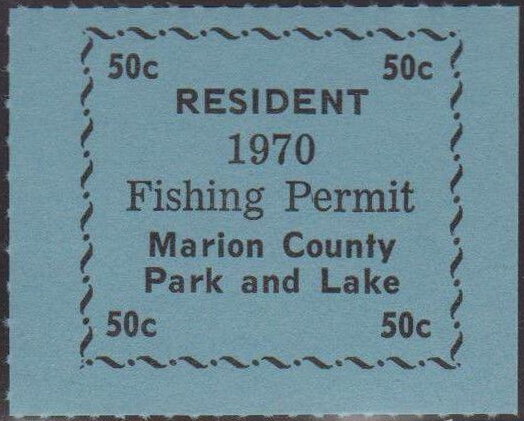 50c 50c
RESIDENT
1970
Fishing Permit
Marion County
Park and Lake
50c 50c